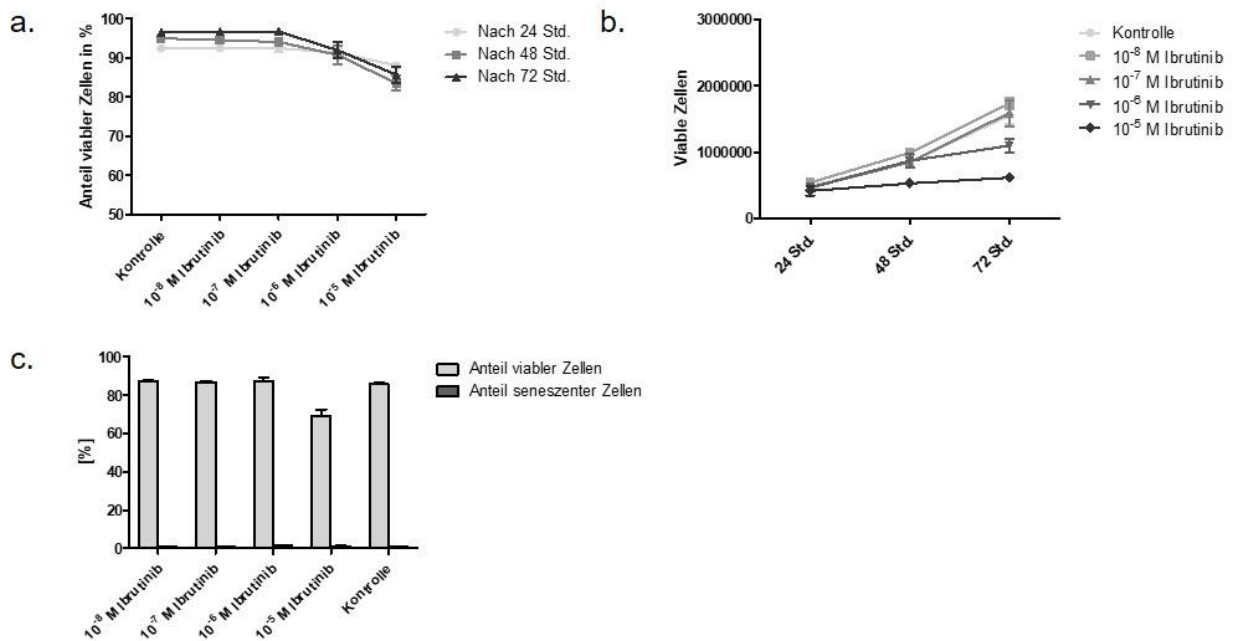 a.
Anteil viabler Zellen in %
100
90
80
70
60
50
Kontrolle
10⁻⁸ M Ibrutinib
10⁻⁷ M Ibrutinib
10⁻⁶ M Ibrutinib
10⁻⁵ M Ibrutinib
Nach 24 Std.
Nach 48 Std.
Nach 72 Std.
b.
Viable Zellen
3000000
2000000
1000000
0
24 Std.
48 Std.
72 Std.
Kontrolle
10⁻⁸ M Ibrutinib
10⁻⁷ M Ibrutinib
10⁻⁶ M Ibrutinib
10⁻⁵ M Ibrutinib
c.
[%]
100
80
60
40
20
0
10⁻⁸ M Ibrutinib
10⁻⁷ M Ibrutinib
10⁻⁶ M Ibrutinib
10⁻⁵ M Ibrutinib
Kontrolle
Anteil viabler Zellen
Anteil seneszenter Zellen